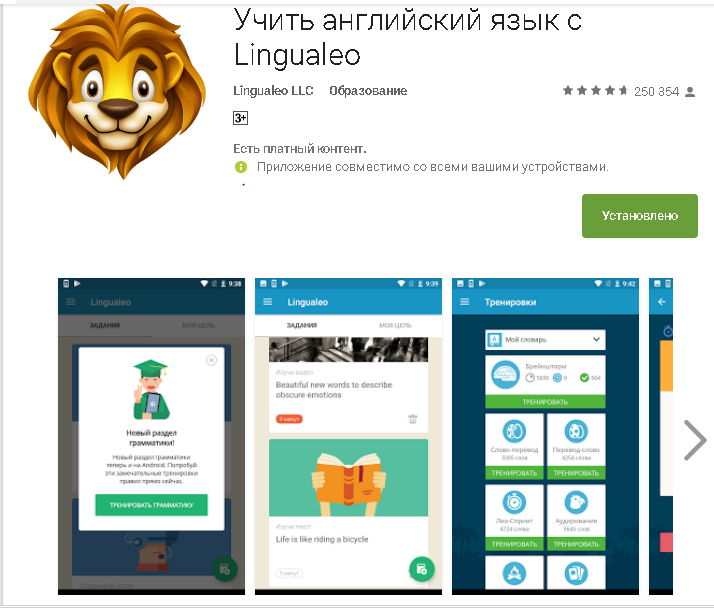 Учить английский язык с
Lingualeo
Lingualeo LLC Образование
250 354
3+
Есть платный контент.
Приложение совместимо со всеми вашими устройствами.
Установлено
9:38
Lingualeo
ЗАДАНИЯ МОЯ ЦЕЛЬ
Новый раздел
грамматики!
Новый раздел грамматики
теперь и на Android. Попробуй
эти замечательные тренировки
правил прямо сейчас.
ТРЕНИРОВАТЬ ГРАММАТИКУ
9:39
Lingualeo
ЗАДАНИЯ МОЯ ЦЕЛЬ
Изучи видео
Beautiful new words to describe
obscure emotions
9 минут
Изучи текст
Life is like riding a bicycle
9 минут
9:42
Тренировки
Мой словарь
Брейншторм
5696 0 564
ТРЕНИРОВАТЬ
Слово-перевод
3305 слов
ТРЕНИРОВАТЬ
Перевод-слово
4254 слова
ТРЕНИРОВАТЬ
Лео-Спринт
4724 слова
ТРЕНИРОВАТЬ
Аудирование
5645 слов
ТРЕНИРОВАТЬ